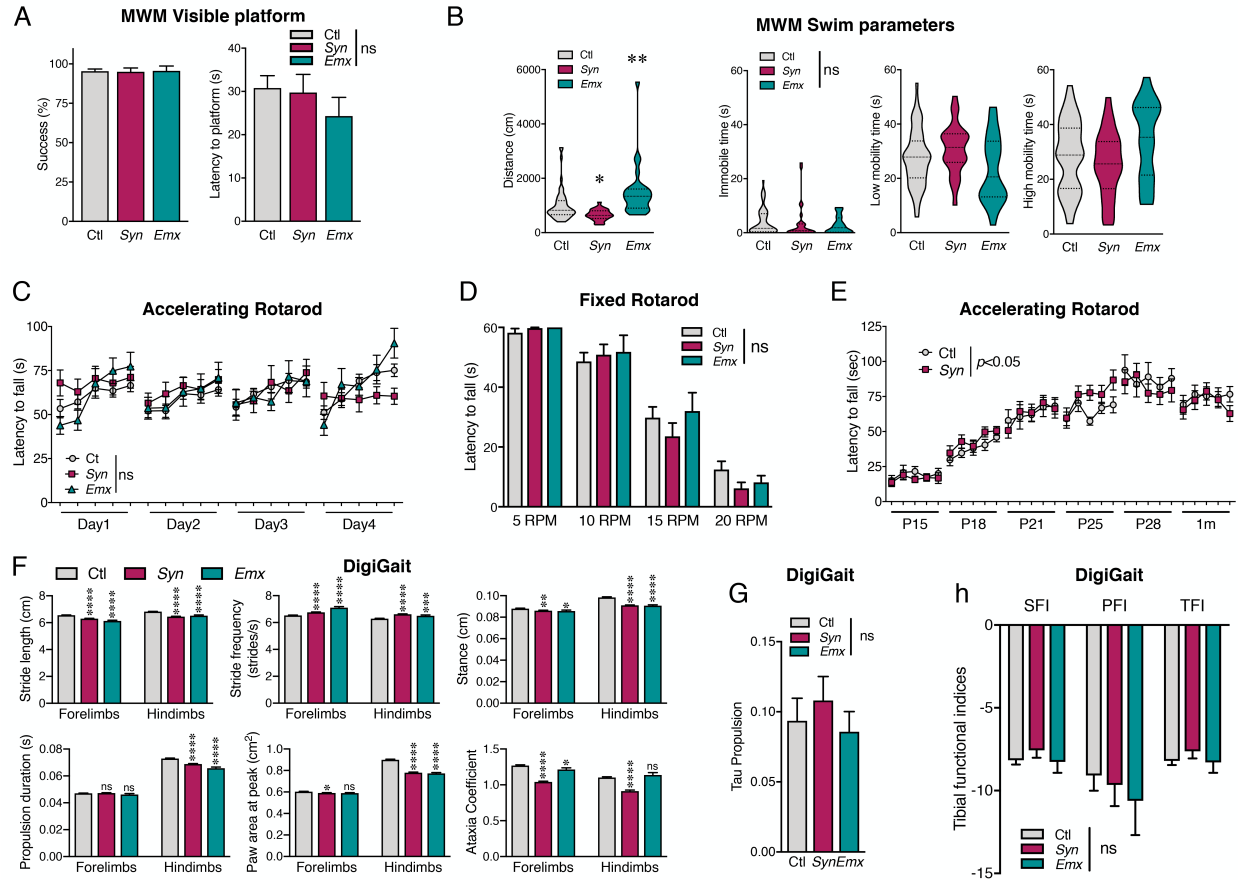 A
MWM Visible platform
Ctl
Syn
Emx
ns
Success (%)
100
75
50
25
0
Ctl Syn Emx
Latency to platform (s)
40
30
20
10
0
Ctl Syn Emx
B
MWM Swim parameters
Ctl
Syn
Emx
**
*
Distance (cm)
6000
4000
2000
0
Ctl Syn Emx
Ctl
Syn
Emx
ns
Immobile time (s)
60
40
20
0
Ctl Syn Emx
Low mobility time (s)
60
40
20
0
Ctl Syn Emx
High mobility time (s)
60
40
20
0
Ctl Syn Emx
C
Accelerating Rotarod
Latency to fall (s)
100
75
50
25
0
Ct
Syn
Emx
ns
Day1 Day2 Day3 Day4
D
Fixed Rotarod
Ctl
Syn
Emx
ns
Latency to fall (s)
60
40
20
0
5 RPM 10 RPM 15 RPM 20 RPM
E
Accelerating Rotarod
Ctl
Syn
p<0.05
Latency to fall (sec)
125
100
75
50
25
0
P15 P18 P21 P25 P28 1m
F
Ctl Syn Emx
DigiGait
Stride length (cm)
8
6
4
2
0
**** **** **** ****
Forelimbs Hindimbs
Stride frequency
(strides/s)
8
6
4
2
0
**** **** **** ***
Forelimbs Hindimbs
Stance (cm)
0.10
0.08
0.06
0.04
0.02
0.00
** * **** ****
Forelimbs Hindimbs
Propulsion duration (s)
0.08
0.06
0.04
0.02
0.00
ns ns **** ****
Forelimbs Hindimbs
Paw area at peak (cm2)
1.0
0.8
0.6
0.4
0.2
0.0
* ns **** ****
Forelimbs Hindimbs
Ataxia Coefficient
1.5
1.0
0.5
0.0
**** * **** ns
Forelimbs Hindimbs
G
DigiGait
Ctl
Syn
Emx
ns
Tau Propulsion
0.15
0.10
0.05
0.00
Ctl Syn Emx
h
DigiGait
SFI PFI TFI
Tibial functional indices
0
-5
-10
-15
Ctl
Syn
Emx
ns